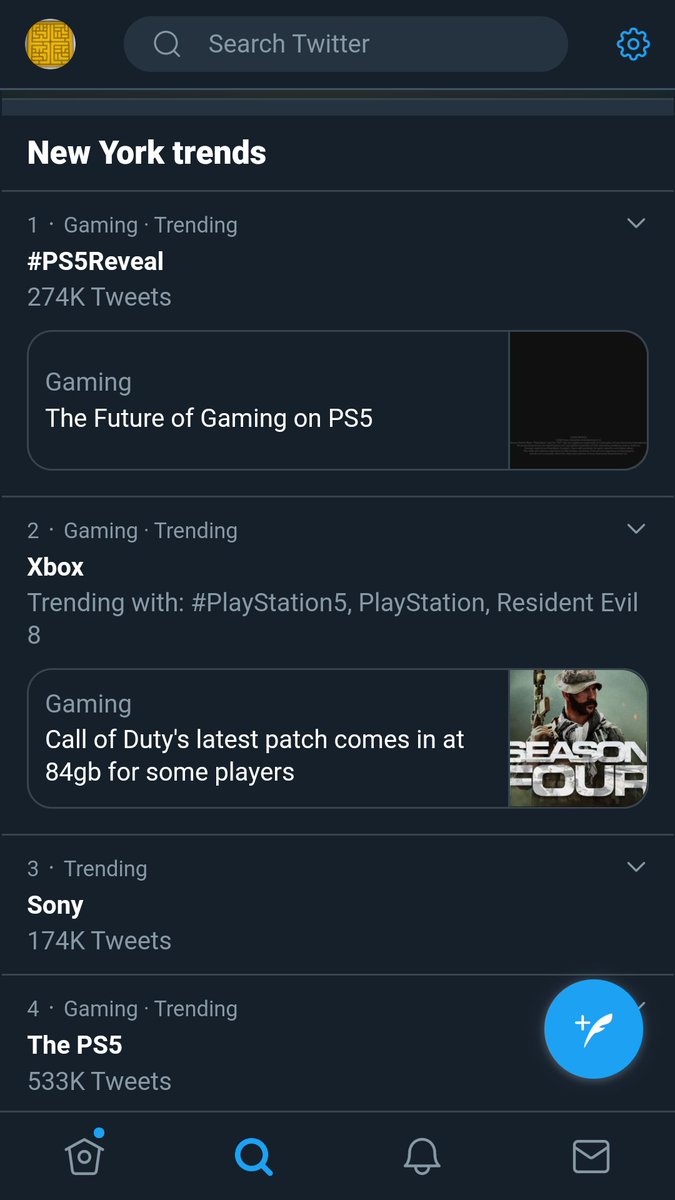 Search Twitter
New York trends
1 · Gaming · Trending
#PS5Reveal
274K Tweets
Gaming
The Future of Gaming on PS5
2 · Gaming · Trending
Xbox
Trending with: #PlayStation5, PlayStation, Resident Evil
8
Gaming
Call of Duty's latest patch comes in at
84gb for some players
SEASON
FOUR
3 · Trending
Sony
174K Tweets
4 · Gaming · Trending
The PS5
533K Tweets